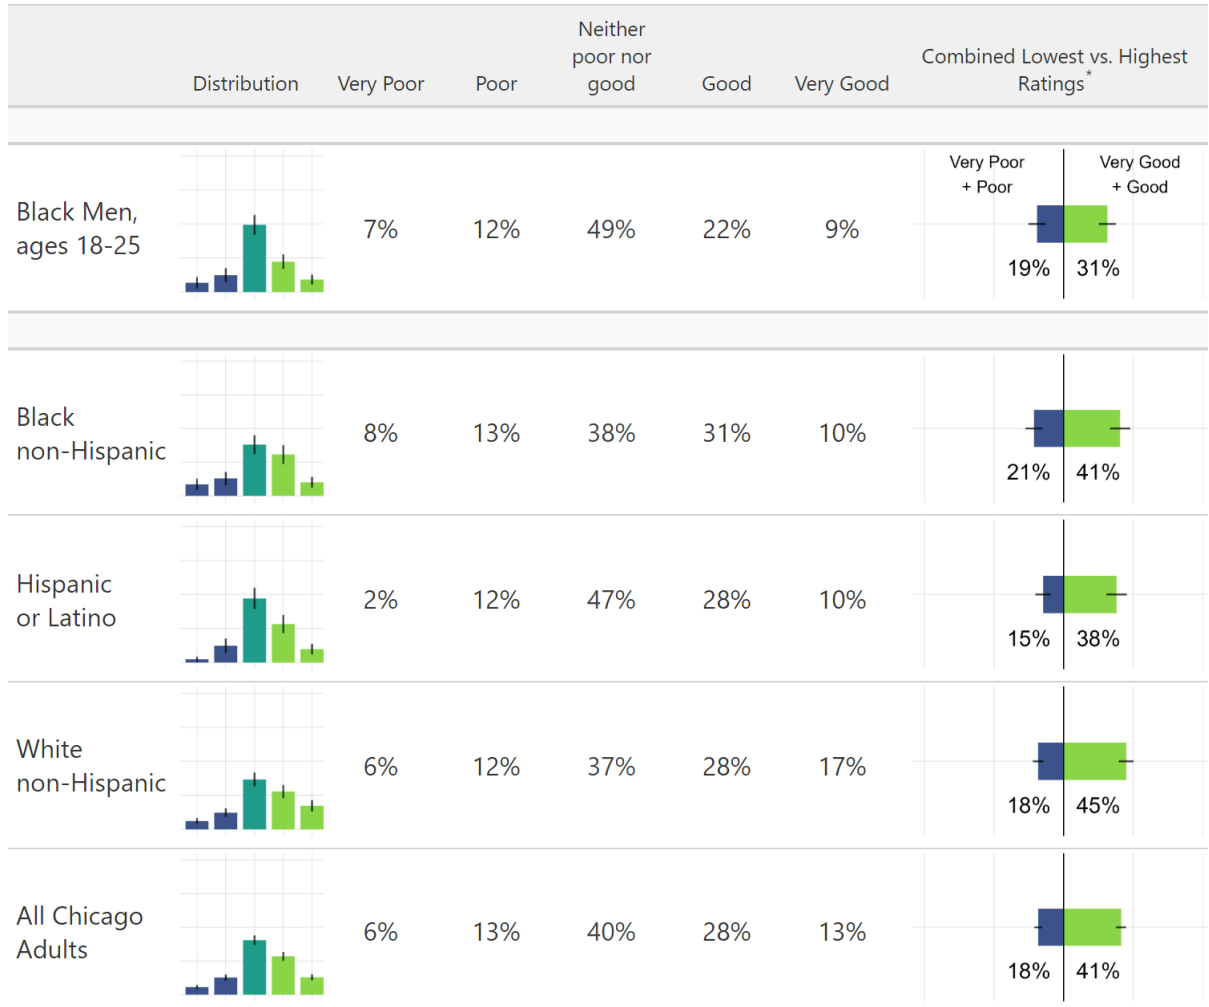 Neither
poor nor
good
Distribution Very Poor Poor Good Very Good
Combined Lowest vs. Highest
Ratings*
Very Poor
+ Poor
Very Good
+ Good
Black Men,
ages 18-25
7% 12% 49% 22% 9%
19% 31%
Black
non-Hispanic
8% 13% 38% 31% 10%
21% 41%
Hispanic
or Latino
2% 12% 47% 28% 10%
15% 38%
White
non-Hispanic
6% 12% 37% 28% 17%
18% 45%
All Chicago
Adults
6% 13% 40% 28% 13%
18% 41%